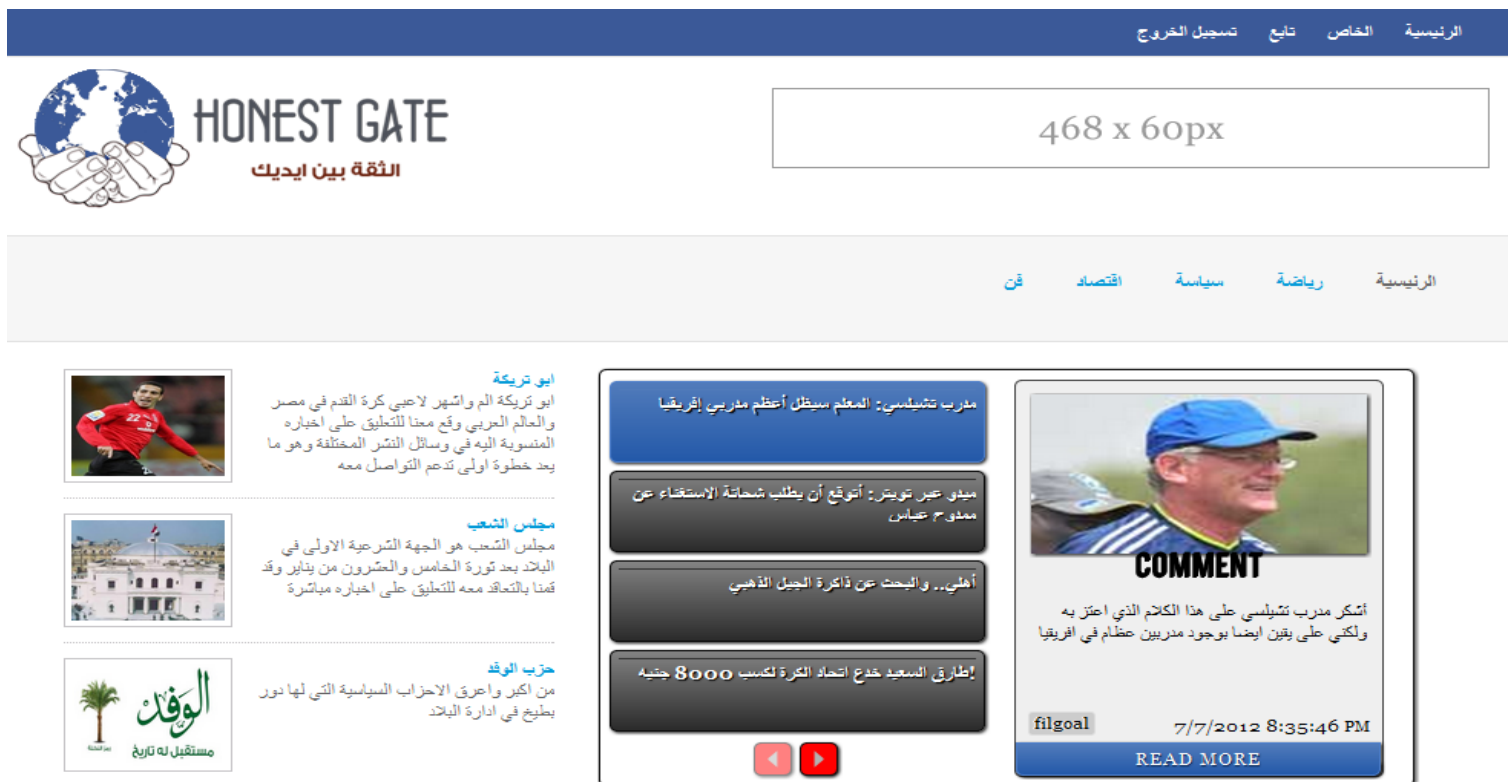 الرئيسية الخاص تابع تسجيل الخروج
HONEST GATE
الثقة بين ايديك
468 x 60px
الرئيسية رياضة سياسة اقتصاد فن
COMMENT
أشكر مدرب تشيلسي على هذا الكلام الذي اعتز به
ولكني على يقين ايضا بوجود مدربين عظام في افريقيا
filgoal
7/7/2012 8:35:46 PM
READ MORE
مدرب تشيلسي: المعلم سيظل أعظم مدربي إفريقيا
ميدو عبر تويتر: أتوقع أن يطلب شحاتة الاستغناء عن
ممدوح عباس
أهلي.. والبحث عن ذاكرة الجيل الذهبي
!طارق السعيد خدع اتحاد الكرة لكسب 8000 جنيه
ابو تريكة
ابو تريكة الم واشهر لاعبي كرة القدم في مصر
والعالم العربي وقع معنا للتعليق على اخباره
المنسوبة اليه في وسائل النشر المختلفة وهو ما
يعد خطوة اولى تدعم التواصل معه
22
مجلس الشعب
مجلس الشعب هو الجهة الشرعية الاولى في
البلاد بعد ثورة الخامس والعشرون من يناير وقد
قمنا بالتعاقد معه للتعليق على اخباره مباشرة
حزب الوفد
من اكبر واعرق الاحزاب السياسية التي لها دور
بطيخ في ادارة البلاد
الوفد
مستقبل له تاريخ